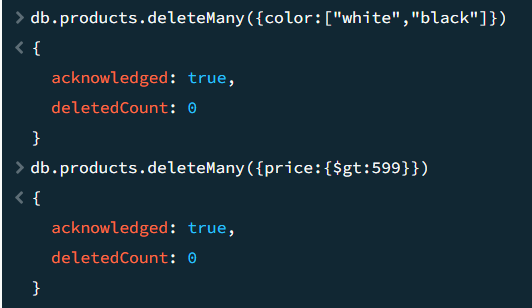 > db.products.deleteMany({color:["white","black"]})
< {
acknowledged: true,
deletedCount: 0
}
> db.products.deleteMany({price:{$gt:599}})
< {
acknowledged: true,
deletedCount: 0
}